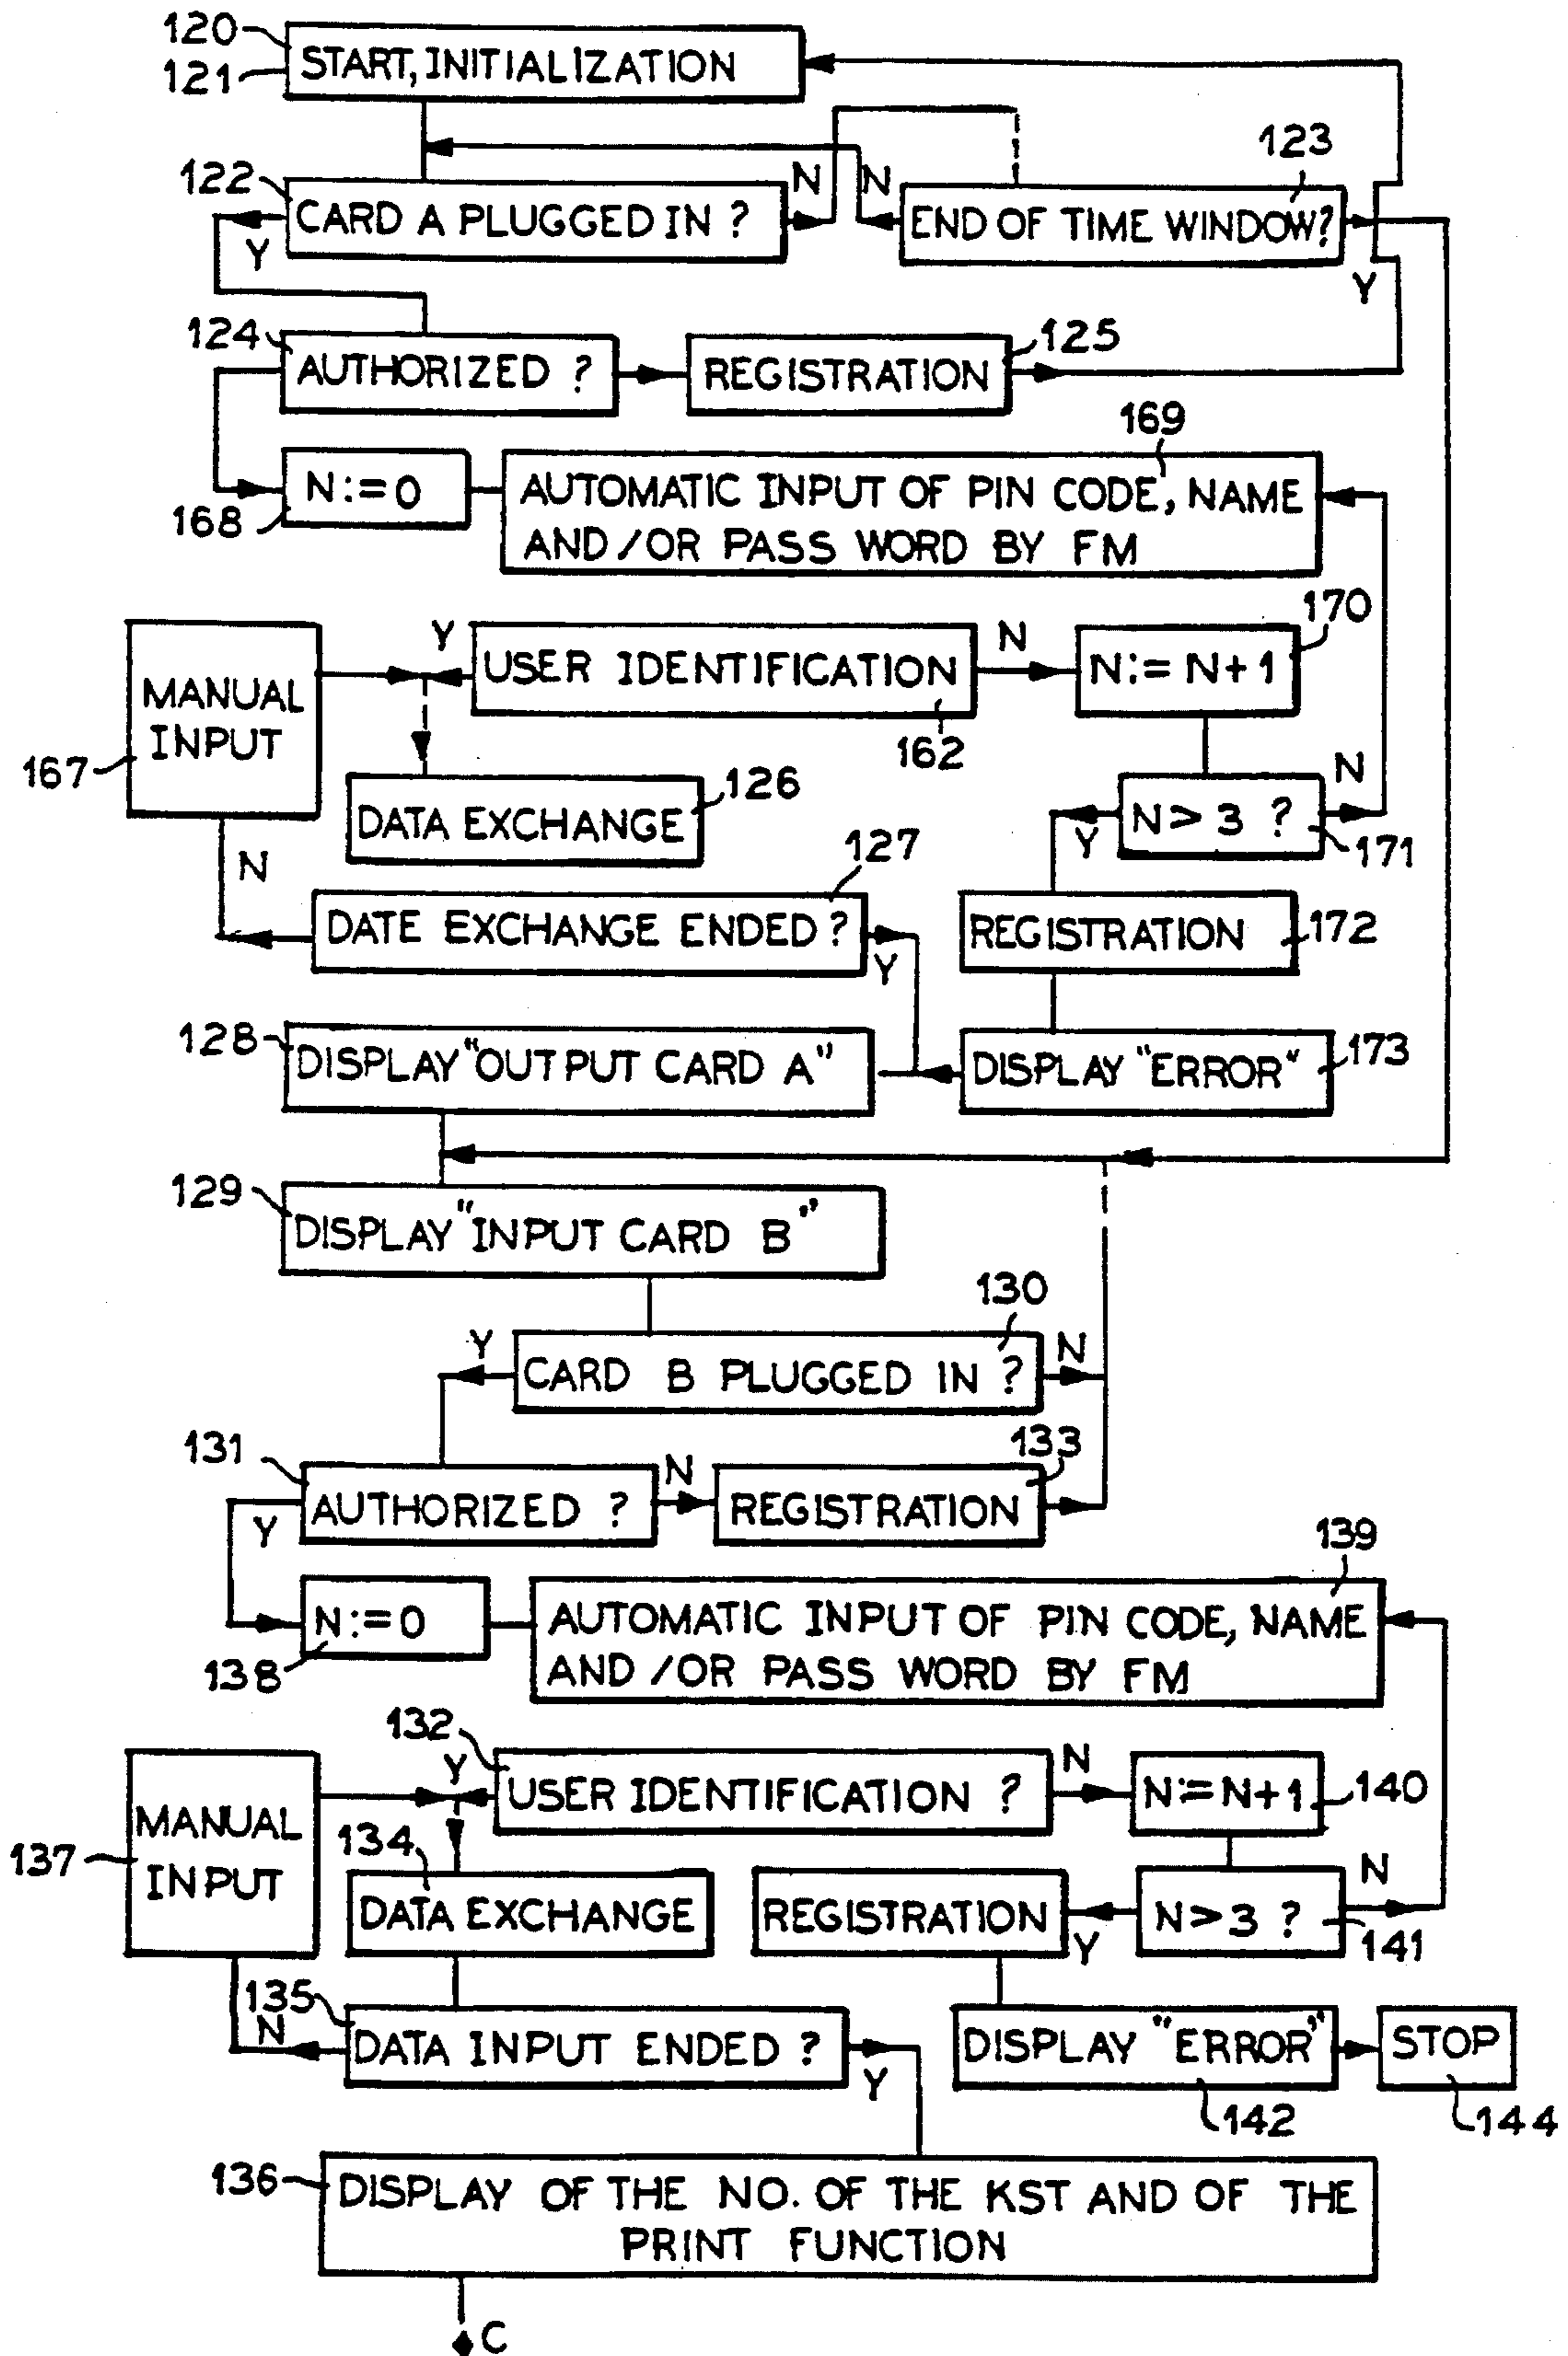 120
121
START, INITIALIZATION
123
122
CARD A PLUGGED IN ?
N
N
END OF TIME WINDOW?
Y
Y
124
AUTHORIZED ?
REGISTRATION
125
169
168
N:=0
AUTOMATIC INPUT OF PIN CODE, NAME
AND/OR PASS WORD BY FM
170
MANUAL
INPUT
167
Y
USER IDENTIFICATION
162
N
N:= N+1
DATA EXCHANGE
126
N > 3 ?
N
Y
171
N
127
DATE EXCHANGE ENDED ?
Y
REGISTRATION
172
128
DISPLAY "OUTPUT CARD A"
DISPLAY "ERROR"
173
129
DISPLAY "INPUT CARD B"
130
Y
CARD B PLUGGED IN ?
N
131
AUTHORIZED ?
N
133
REGISTRATION
Y
139
N:=0
138
AUTOMATIC INPUT OF PIN CODE, NAME
AND/OR PASS WORD BY FM
132
MANUAL
INPUT
137
Y
USER IDENTIFICATION ?
N
N:=N+1
140
134
DATA EXCHANGE
REGISTRATION
Y
N > 3 ?
N
141
135
N
DATA INPUT ENDED ?
Y
DISPLAY "ERROR"
142
STOP
144
136
DISPLAY OF THE NO. OF THE KST AND OF THE
PRINT FUNCTION
C